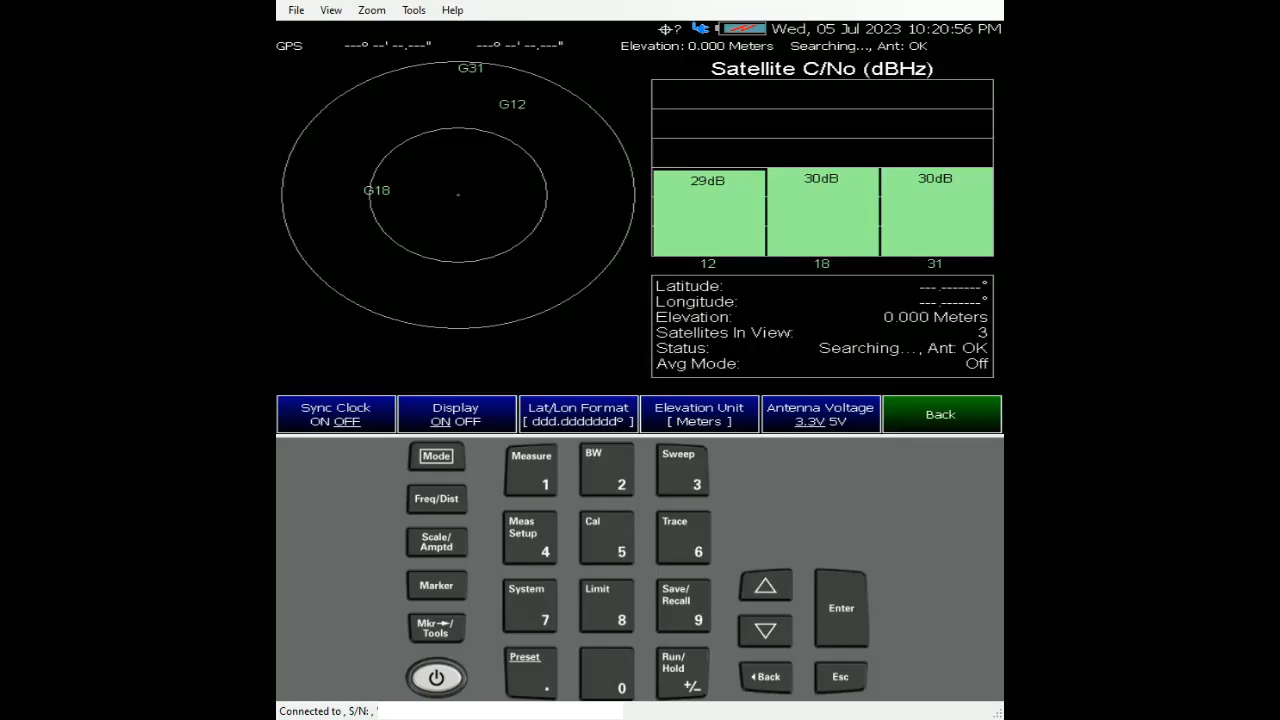 File View Zoom Tools Help
? Wed, 05 Jul 2023 10:20:56 PM
GPS ---° --' --.---" ---° --' --.---" Elevation: 0.000 Meters Searching..., Ant: OK
G31
G12
G18
Satellite C/No (dBHz)
29dB 30dB 30dB
12 18 31
Latitude: ---.-------°
Longitude: ---.-------°
Elevation: 0.000 Meters
Satellites In View: 3
Status: Searching..., Ant: OK
Avg Mode: Off
Sync Clock
ON OFF
Display
ON OFF
Lat/Lon Format
[ ddd.ddddddd° ]
Elevation Unit
[ Meters ]
Antenna Voltage
3.3V 5V
Back
Mode
Freq/Dist
Scale/
Amptd
Marker
Mkr→/
Tools
Measure
1
BW
2
Sweep
3
Meas
Setup
4
Cal
5
Trace
6
System
7
Limit
8
Save/
Recall
9
Preset
.
0
Run/
Hold
+/-
Enter
Back
Esc
Connected to , S/N: , '